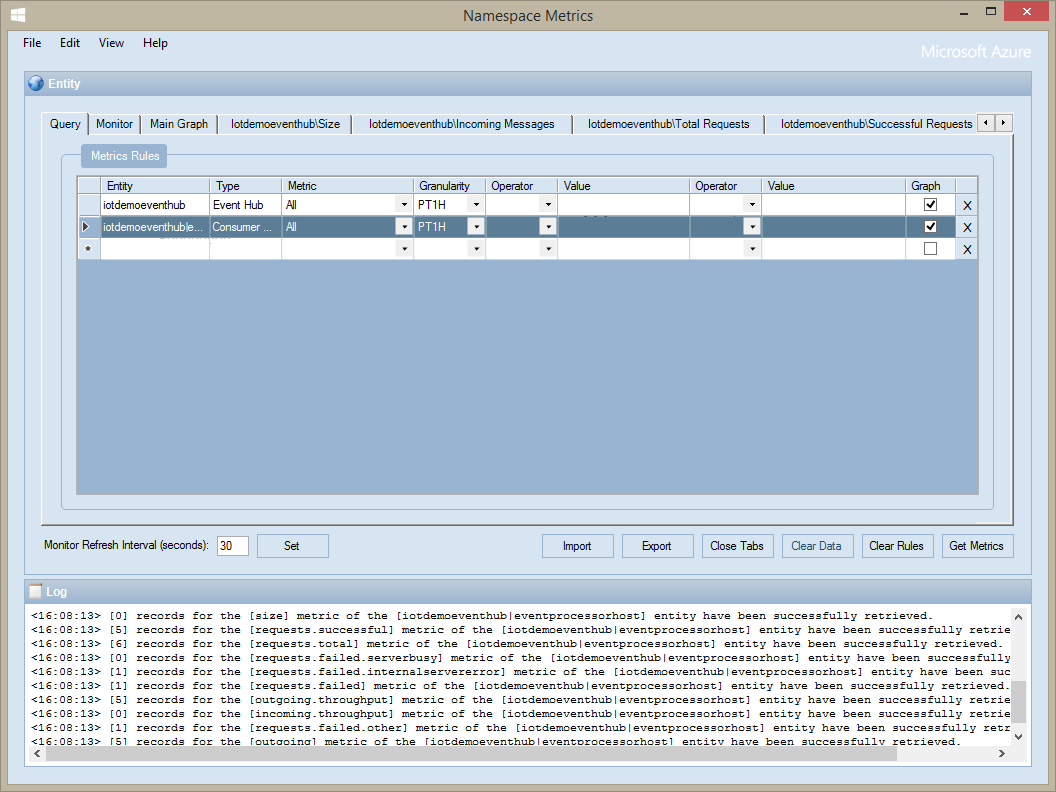 Namespace Metrics
File Edit View Help
Microsoft Azure
Entity
Query Monitor Main Graph Iotdemoeventhub\Size Iotdemoeventhub\Incoming Messages Iotdemoeventhub\Total Requests Iotdemoeventhub\Successful Requests
Metrics Rules
Entity Type Metric Granularity Operator Value Operator Value Graph
iotdemoeventhub Event Hub All PT1H X
iotdemoeventhub|e... Consumer ... All PT1H X
* X
Monitor Refresh Interval (seconds): 30 Set Import Export Close Tabs Clear Data Clear Rules Get Metrics
Log
<16:08:13> [0] records for the [size] metric of the [iotdemoeventhub|eventprocessorhost] entity have been successfully retrieved.
<16:08:13> [5] records for the [requests.successful] metric of the [iotdemoeventhub|eventprocessorhost] entity have been successfully retrie
<16:08:13> [6] records for the [requests.total] metric of the [iotdemoeventhub|eventprocessorhost] entity have been successfully retrieved.
<16:08:13> [0] records for the [requests.failed.serverbusy] metric of the [iotdemoeventhub|eventprocessorhost] entity have been successfully
<16:08:13> [1] records for the [requests.failed.internalservererror] metric of the [iotdemoeventhub|eventprocessorhost] entity have been suc
<16:08:13> [1] records for the [requests.failed] metric of the [iotdemoeventhub|eventprocessorhost] entity have been successfully retrieved.
<16:08:13> [5] records for the [outgoing.throughput] metric of the [iotdemoeventhub|eventprocessorhost] entity have been successfully retrie
<16:08:13> [0] records for the [incoming.throughput] metric of the [iotdemoeventhub|eventprocessorhost] entity have been successfully retrie
<16:08:13> [1] records for the [requests.failed.other] metric of the [iotdemoeventhub|eventprocessorhost] entity have been successfully retr
<16:08:13> [5] records for the [outgoing] metric of the [iotdemoeventhub|eventprocessorhost] entity have been successfully retrieved.